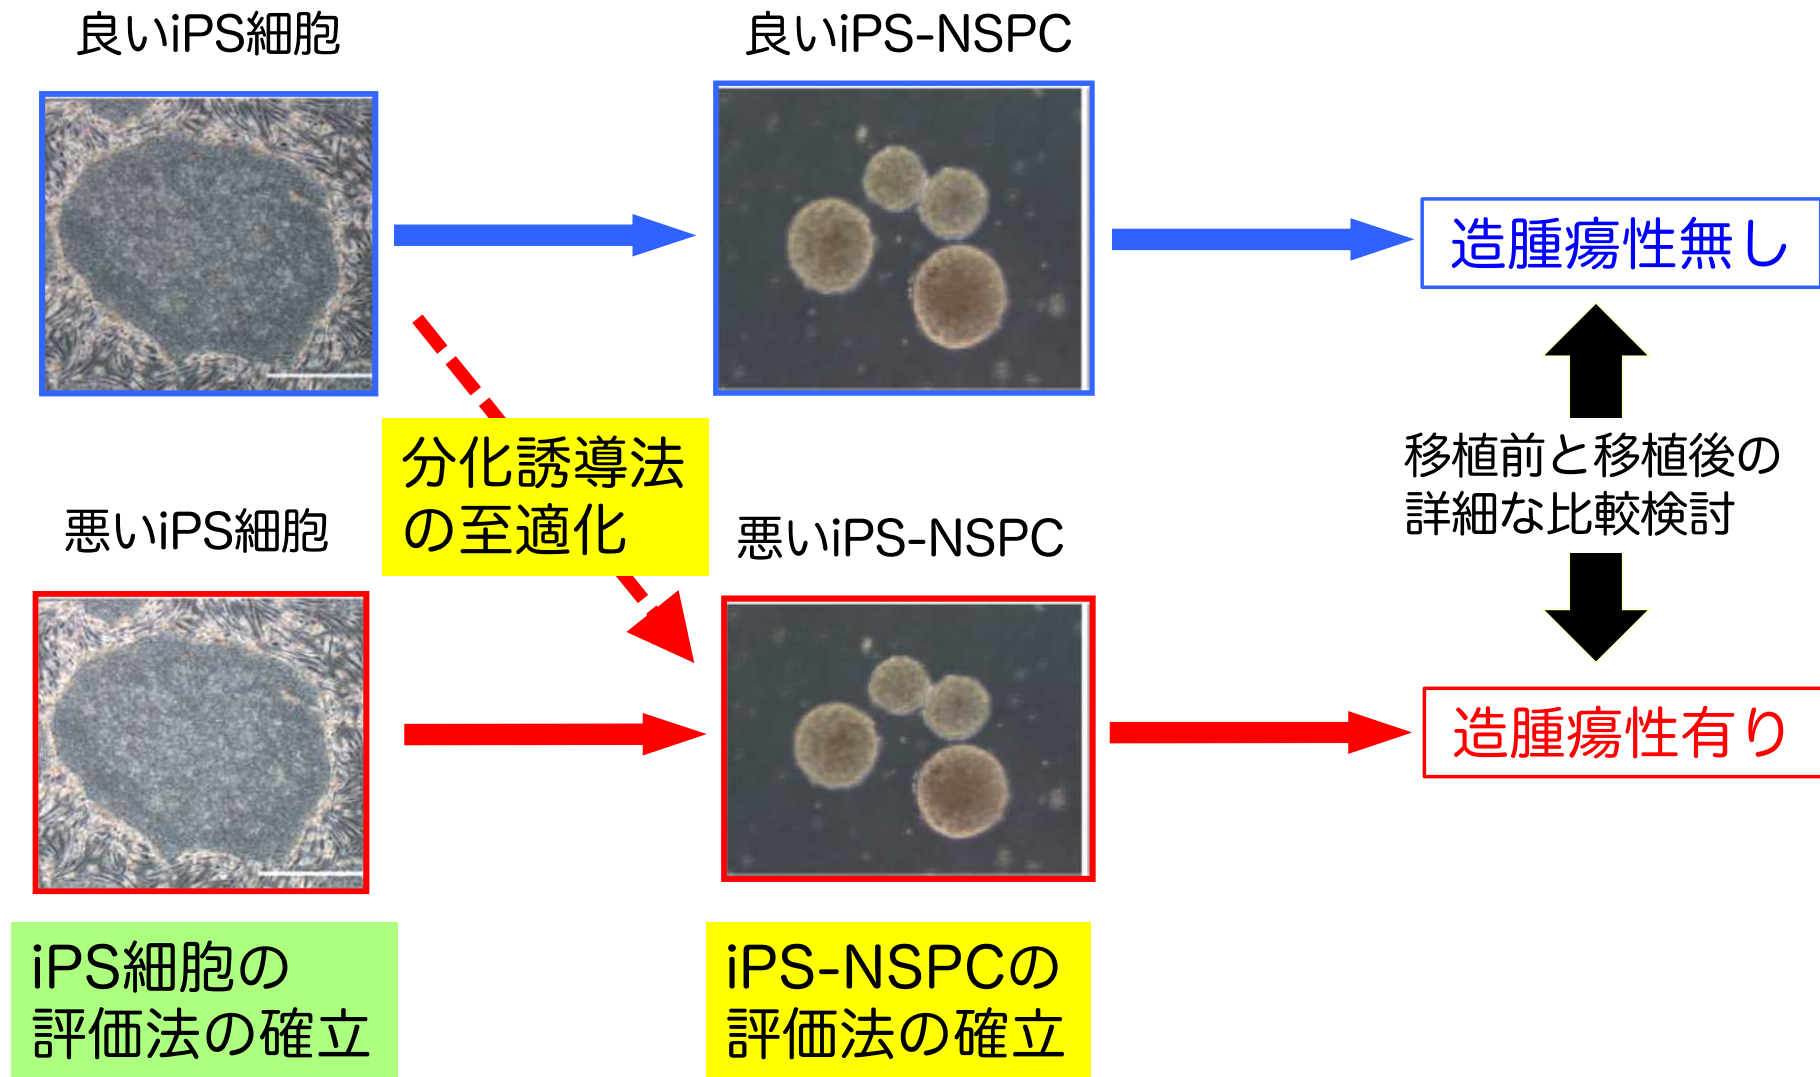 良いiPS細胞
良いiPS-NSPC
造腫瘍性無し
分化誘導法
の至適化
移植前と移植後の
詳細な比較検討
悪いiPS細胞
悪いiPS-NSPC
造腫瘍性有り
iPS細胞の
評価法の確立
iPS-NSPCの
評価法の確立